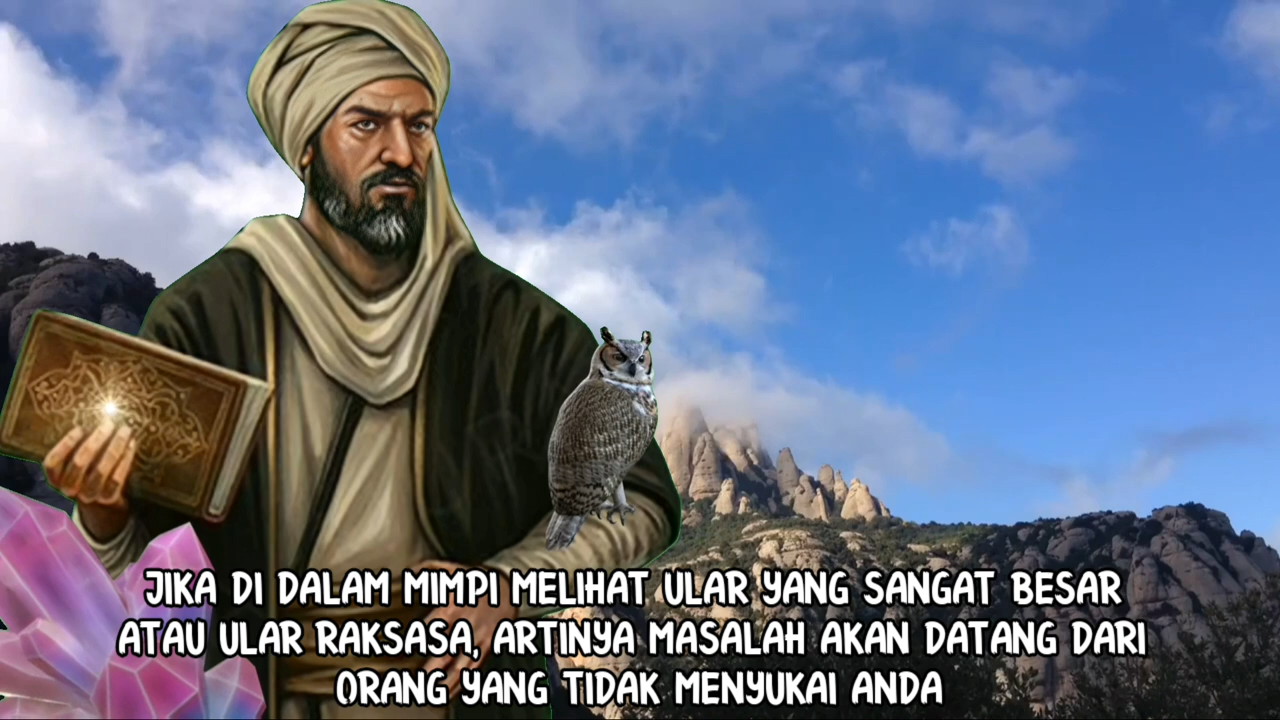 JIKA DI DALAM MIMPI MELIHAT ULAR YANG SANGAT BESAR
ATAU ULAR RAKSASA, ARTINYA MASALAH AKAN DATANG DARI
ORANG YANG TIDAK MENYUKAI ANDA